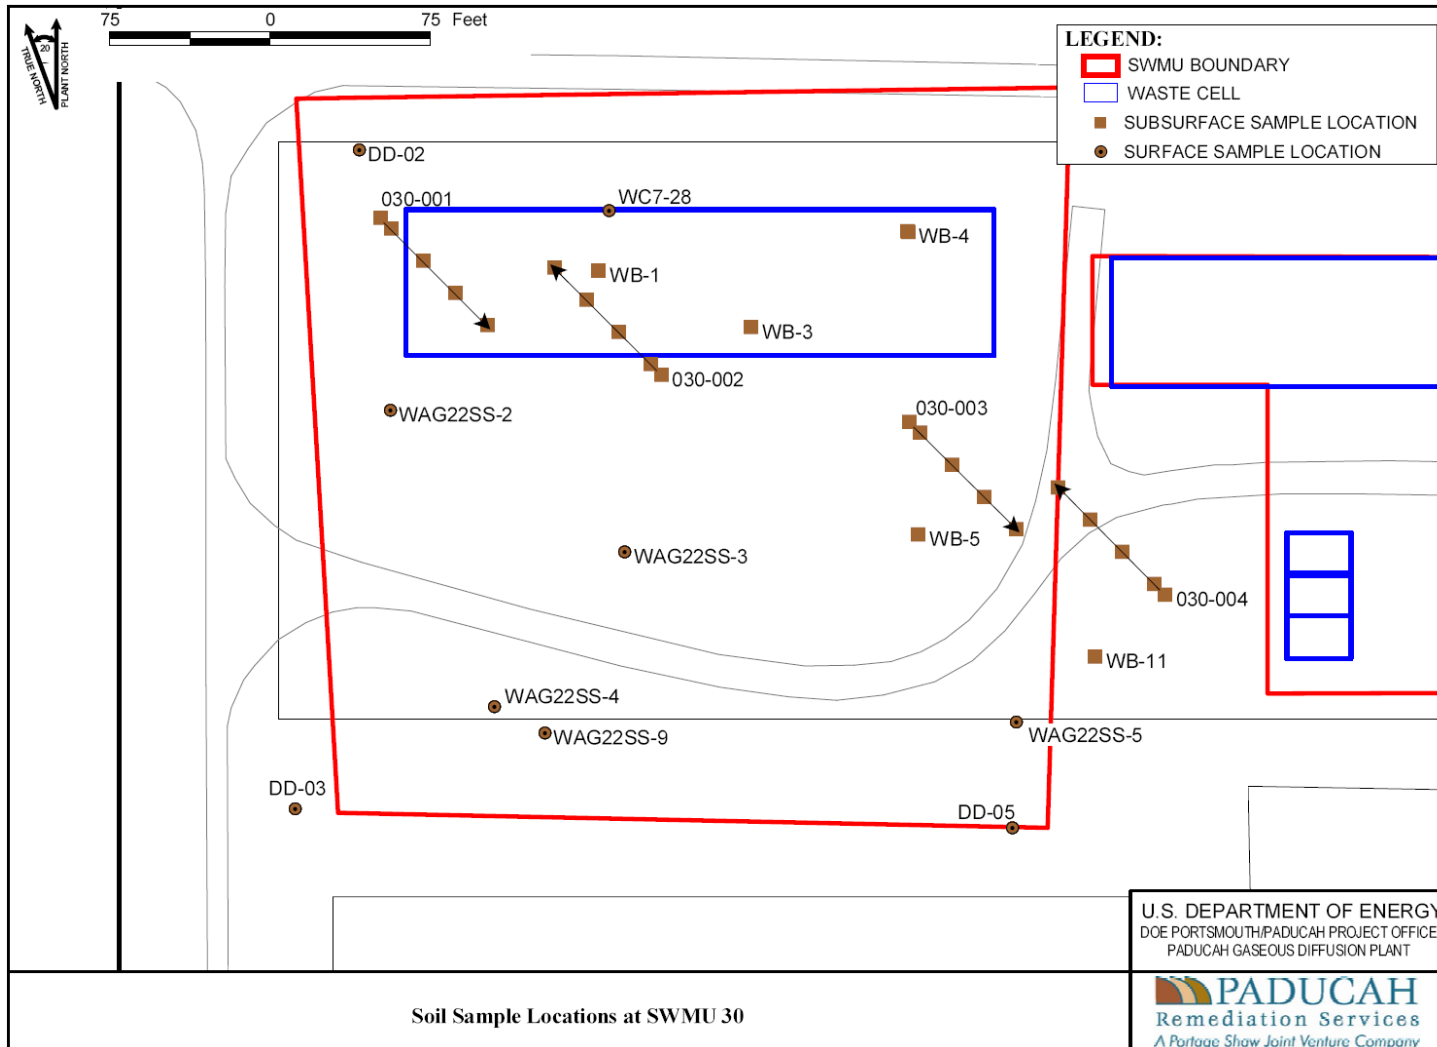 75 0 75 Feet
20
TRUE NORTH
PLANT NORTH
LEGEND:
SWMU BOUNDARY
WASTE CELL
SUBSURFACE SAMPLE LOCATION
SURFACE SAMPLE LOCATION
DD-02
030-001
WC7-28
WB-4
WB-1
WB-3
030-002
WAG22SS-2
030-003
WB-5
WAG22SS-3
030-004
WB-11
WAG22SS-4
WAG22SS-9
WAG22SS-5
DD-03
DD-05
U.S. DEPARTMENT OF ENERGY
DOE PORTSMOUTH/PADUCAH PROJECT OFFICE
PADUCAH GASEOUS DIFFUSION PLANT
Soil Sample Locations at SWMU 30
PADUCAH
Remediation Services
A Portage Shaw Joint Venture Company